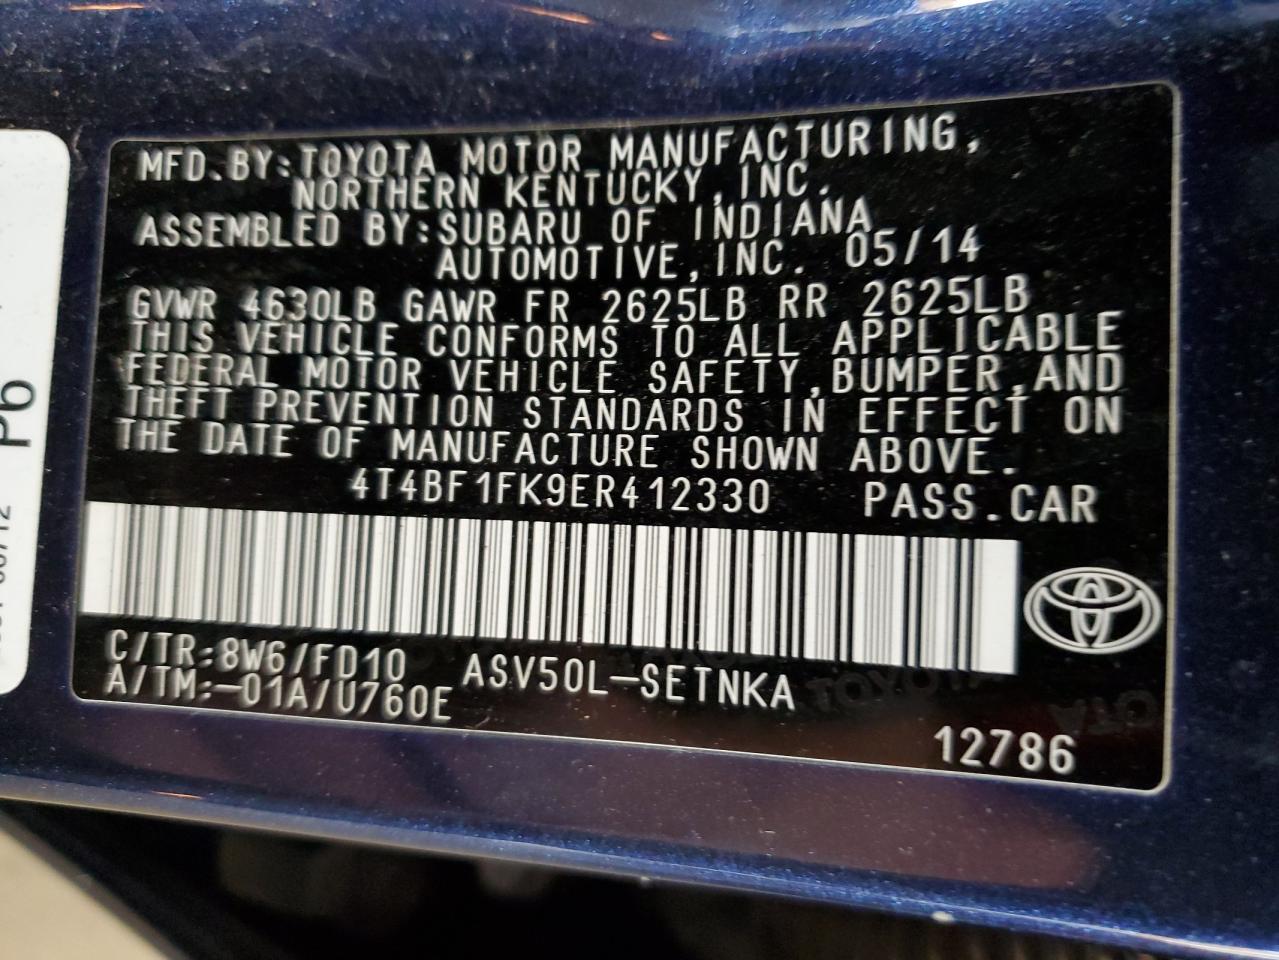 MFD.BY:TOYOTA MOTOR MANUFACTURING,
NORTHERN KENTUCKY,INC.
ASSEMBLED BY:SUBARU OF INDIANA
AUTOMOTIVE,INC. 05/14
GVWR 4630LB GAWR FR 2625LB RR 2625LB
THIS VEHICLE CONFORMS TO ALL APPLICABLE
FEDERAL MOTOR VEHICLE SAFETY,BUMPER,AND
THEFT PREVENTION STANDARDS IN EFFECT ON
THE DATE OF MANUFACTURE SHOWN ABOVE.
4T4BF1FK9ER412330 PASS.CAR
C/TR:8W6/FD10 ASV50L-SETNKA
A/TM:-01A/U760E
12786
Pb